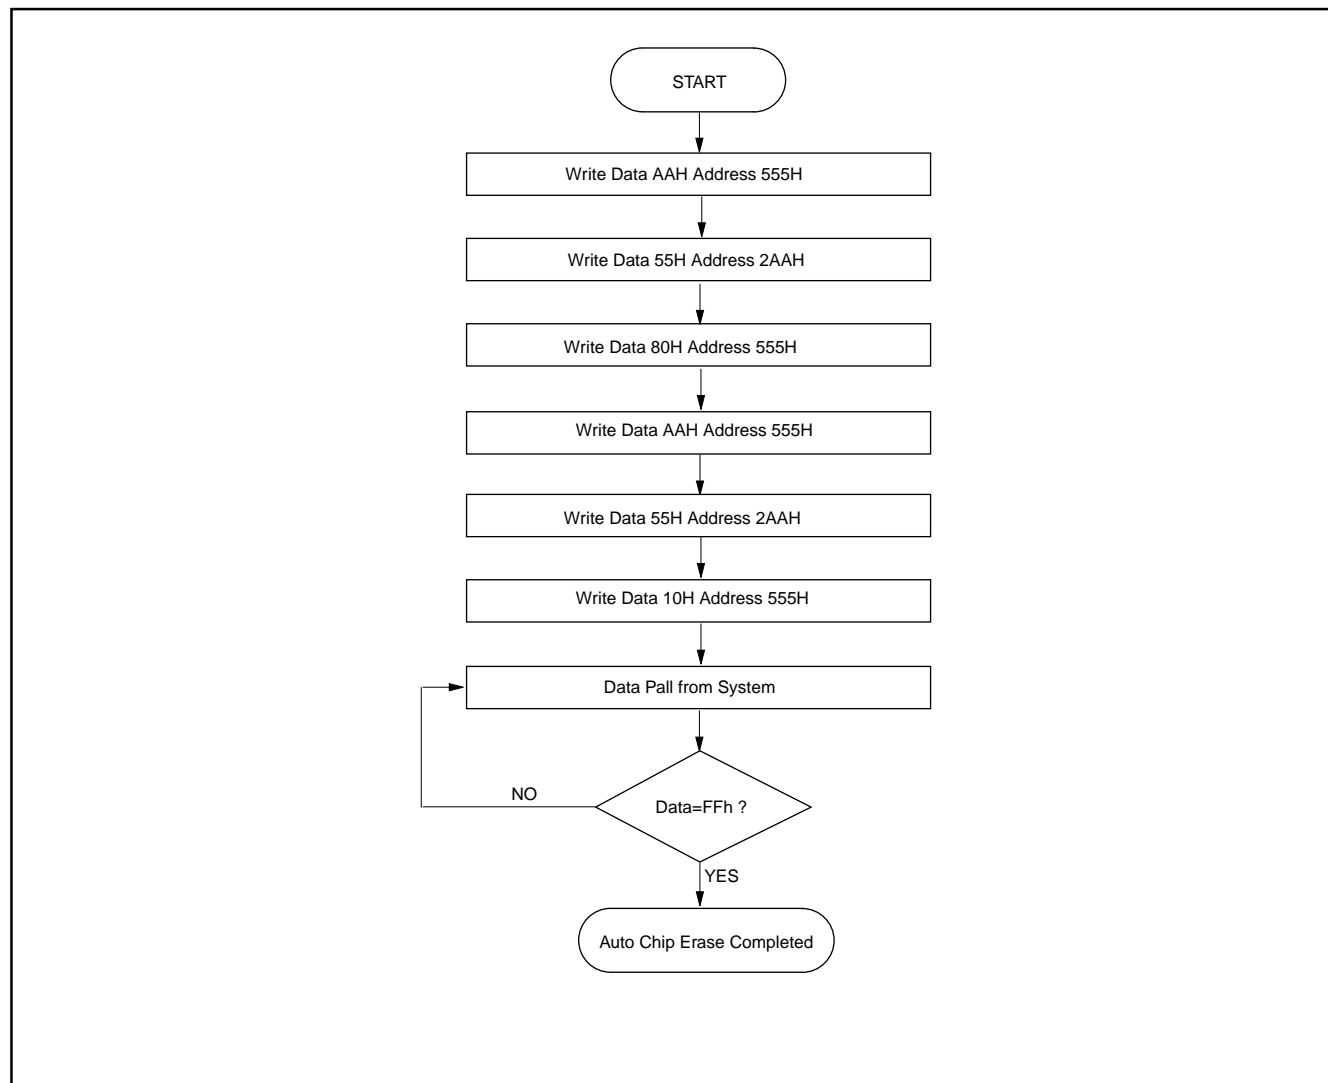 START
Write Data AAH Address 555H
Write Data 55H Address 2AAH
Write Data 80H Address 555H
Write Data AAH Address 555H
Write Data 55H Address 2AAH
Write Data 10H Address 555H
Data Pall from System
NO
Data=FFh ?
YES
Auto Chip Erase Completed